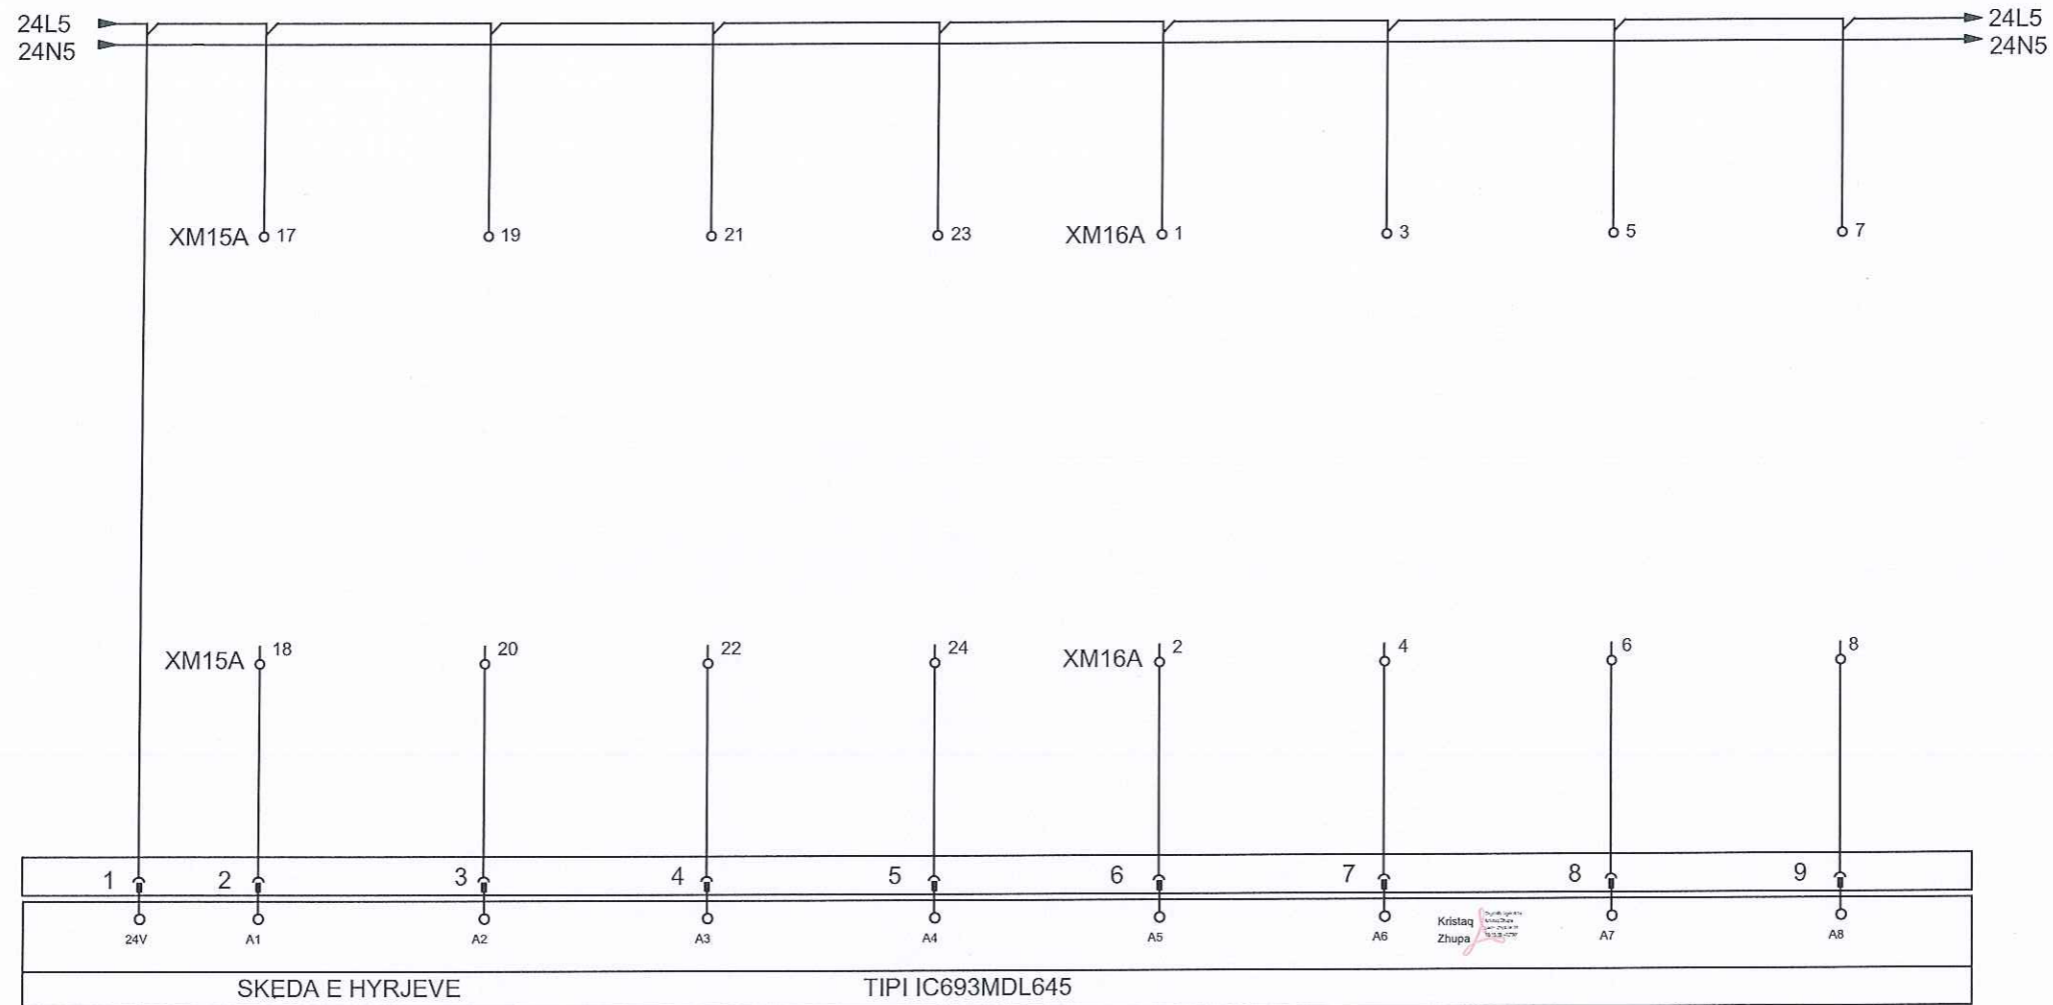 24L5 24L5
24N5 24N5
XM15A 17 19 21 23 XM16A 1 3 5 7
XM15A 18 20 22 24 XM16A 2 4 6 8
1 2 3 4 5 6 7 8 9
24V A1 A2 A3 A4 A5 A6 A7 A8
Kristaq
Zhupa
SKEDA E HYRJEVE TIPI IC693MDL645